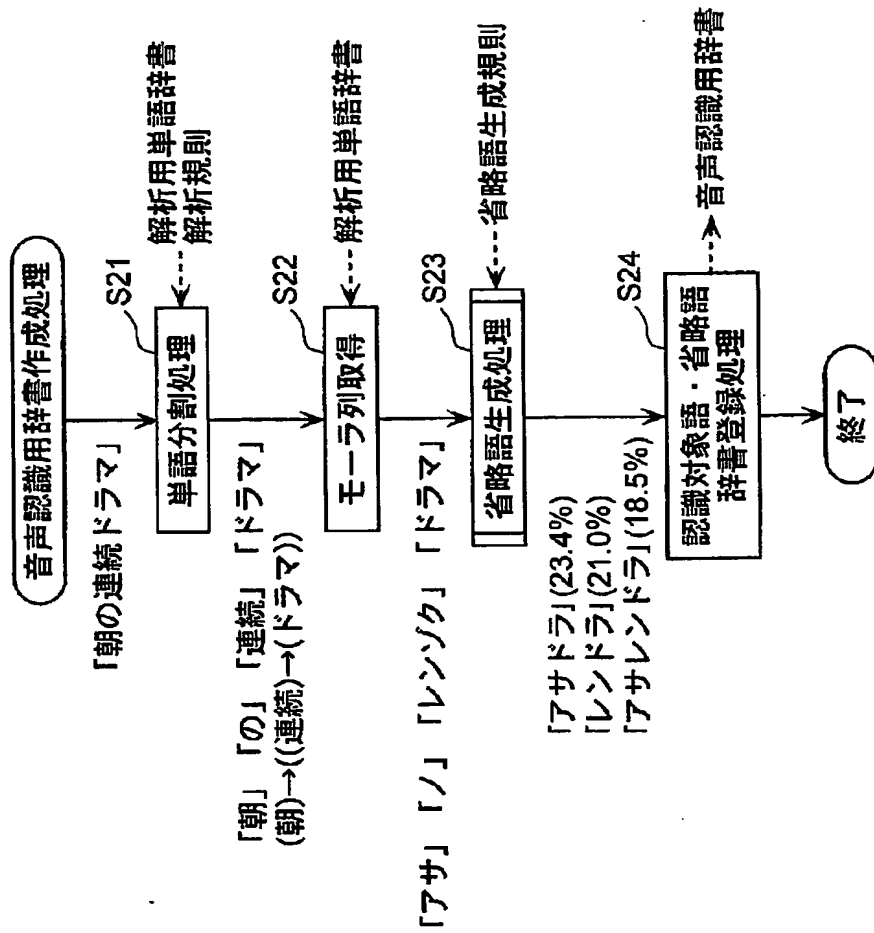 音声認識用辞書作成処理
「朝の連続ドラマ」
S21
単語分割処理
解析用単語辞書
解析規則
「朝」「の」「連続」「ドラマ」
(朝)→((連続)→(ドラマ))
S22
モーラ列取得
解析用単語辞書
「アサ」「ノ」「レンゾク」「ドラマ」
S23
省略語生成処理
省略語生成規則
「アサドラ」(23.4%)
「レンドラ」(21.0%)
「アサレンドラ」(18.5%)
S24
認識対象語・省略語
辞書登録処理
音声認識用辞書
終了